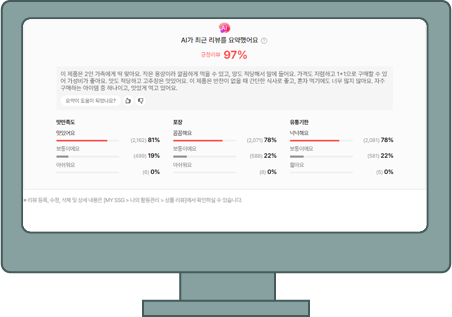 AI
AI가 최근 리뷰를 요약했어요 ?
긍정리뷰 97%
이 제품은 2인 가족에게 딱 맞아요. 작은 용량이라 깔끔하게 먹을 수 있고, 양도 적당해서 맘에 들어요. 가격도 저렴하고 1+1으로 구매할 수 있
어 가성비가 좋아요. 맛도 적당하고 고추장은 맛있어요. 이 제품은 반찬이 없을 때 간단한 식사로 좋고, 혼자 먹기에도 너무 많지 않아요. 자주
구매하는 아이템 중 하나이고, 맛있게 먹고 있어요.
요약이 도움이 되었나요?
맛만족도 포장 유통기한
맛있어요 꼼꼼해요 넉넉해요
(2,162) 81% (2,071) 78% (2,091) 78%
보통이에요 보통이에요 보통이에요
(499) 19% (588) 22% (581) 22%
아쉬워요 아쉬워요 짧아요
(6) 0% (8) 0% (5) 0%
※ 리뷰 등록, 수정, 삭제 및 상세 내용은 [MY SSG > 나의 활동관리 > 상품 리뷰]에서 확인하실 수 있습니다.